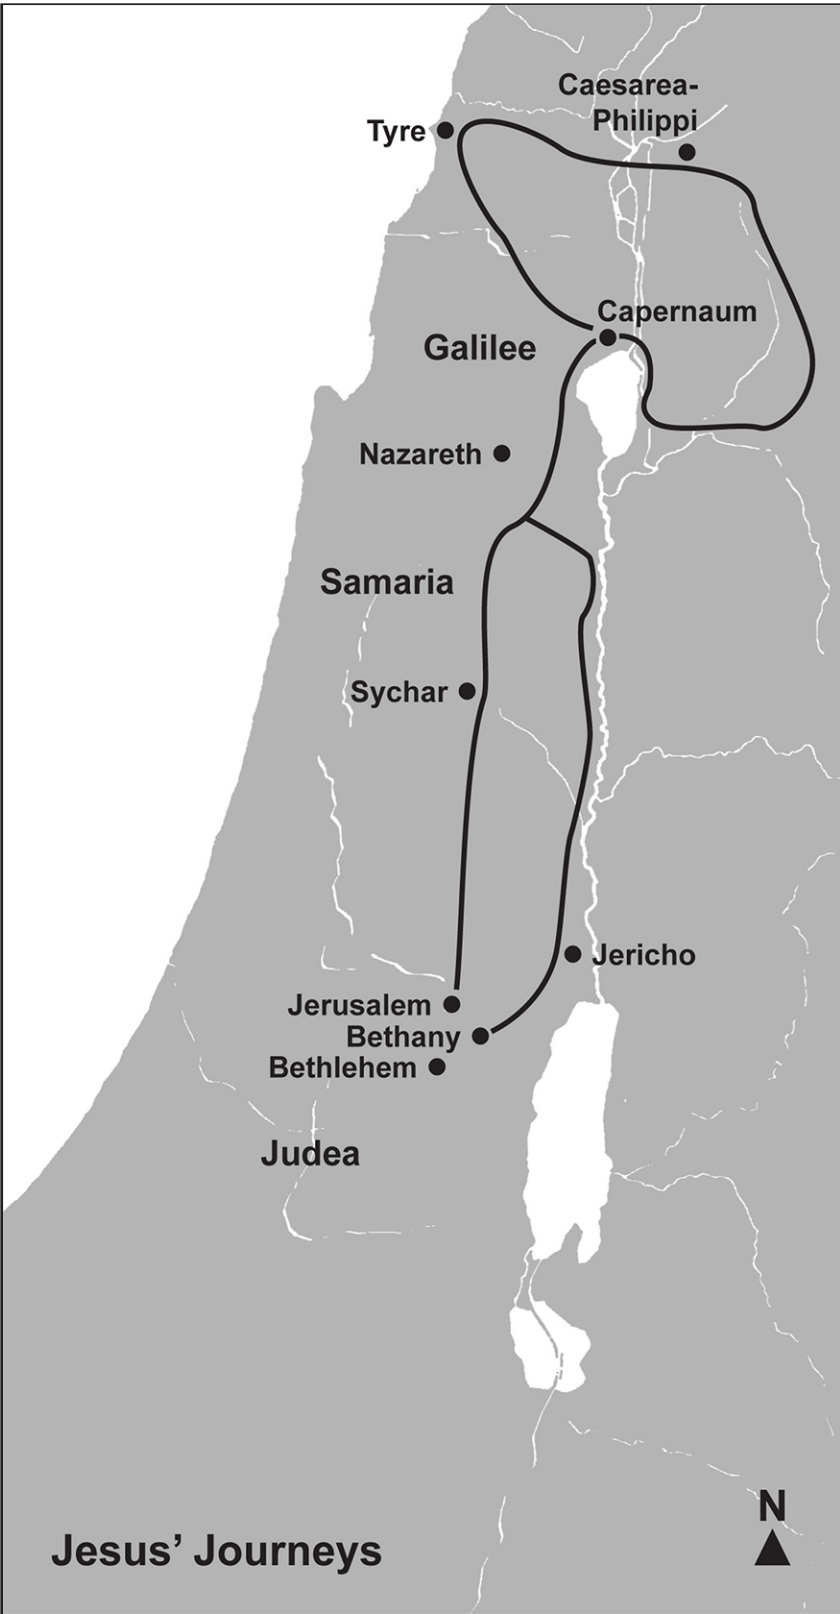 Caesarea-
Philippi
Tyre
Capernaum
Galilee
Nazareth
Samaria
Sychar
Jericho
Jerusalem
Bethany
Bethlehem
Judea
N
Jesus’ Journeys